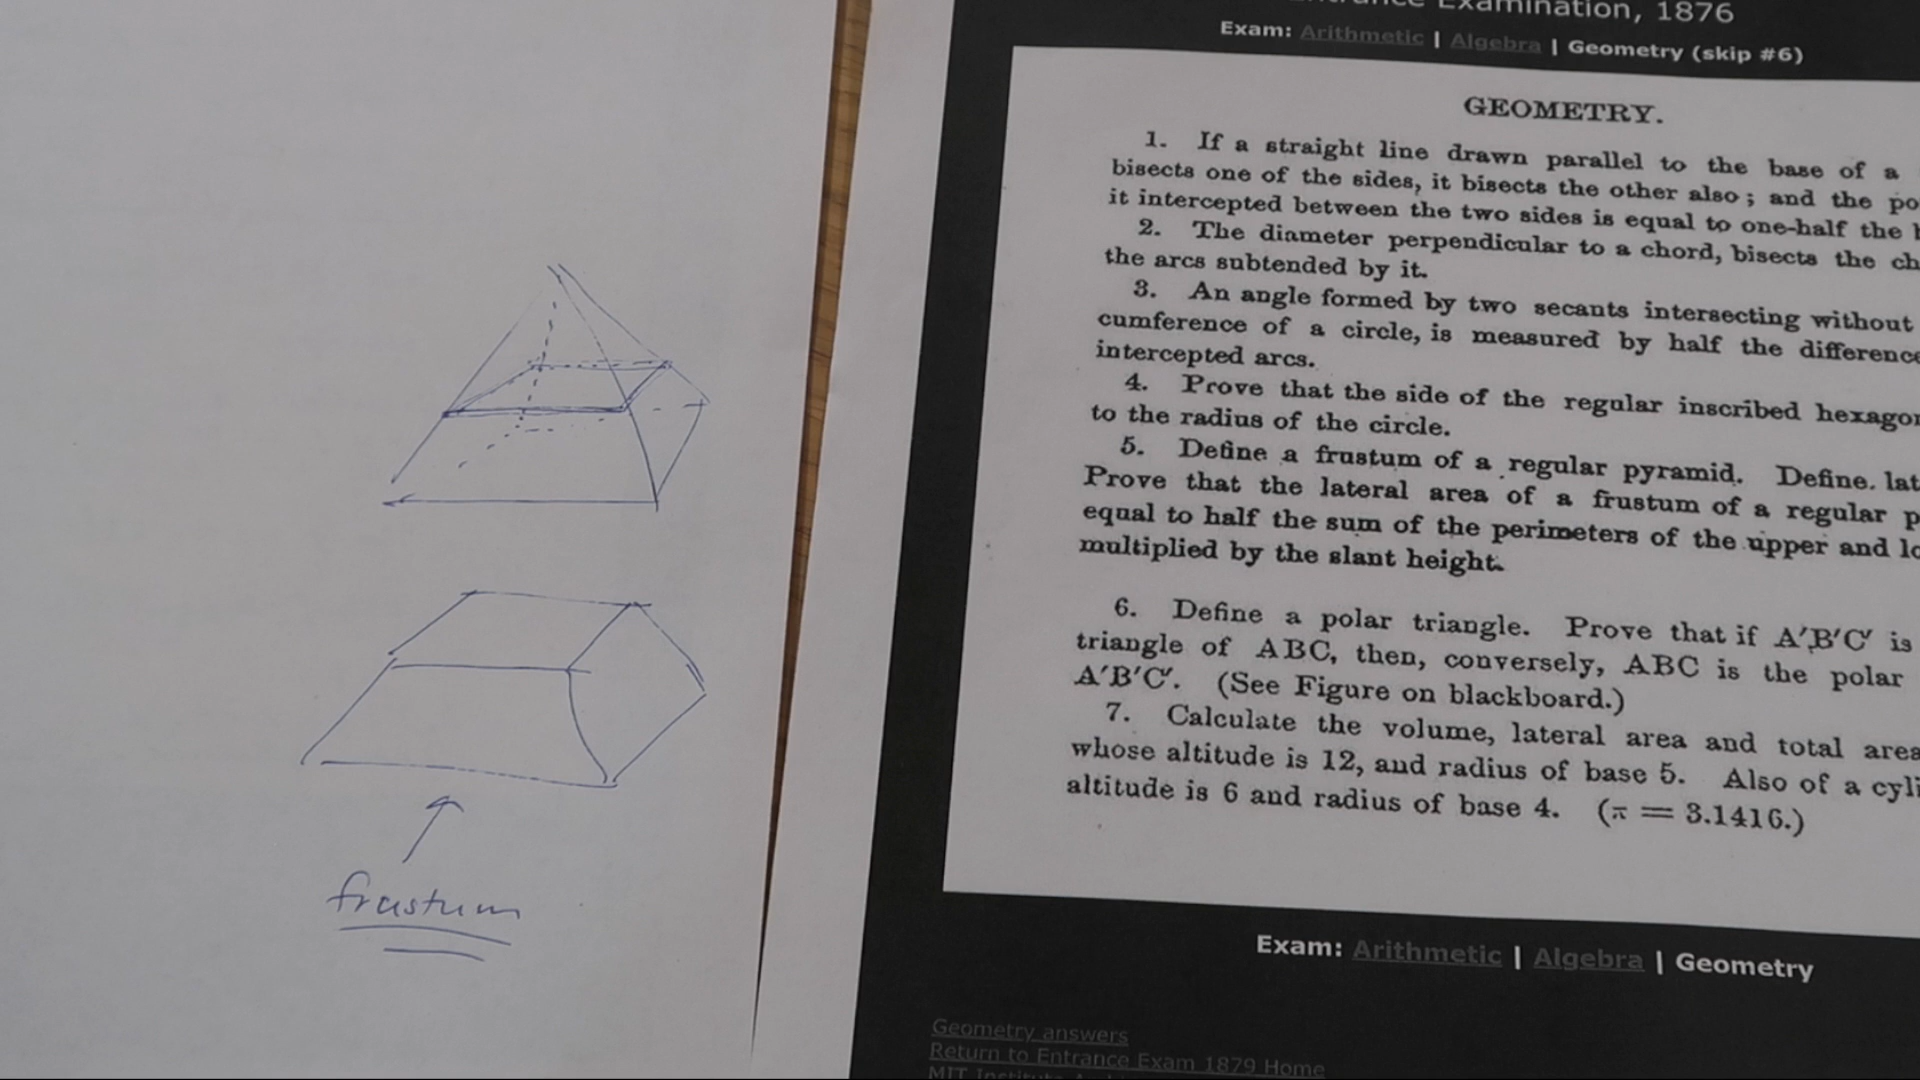 frustum
Examination, 1876
Exam: Arithmetic | Algebra | Geometry (skip #6)
GEOMETRY.
1. If a straight line drawn parallel to the base of a
bisects one of the sides, it bisects the other also; and the po
it intercepted between the two sides is equal to one-half the
2. The diameter perpendicular to a chord, bisects the ch
the arcs subtended by it.
3. An angle formed by two secants intersecting without
cumference of a circle, is measured by half the difference
intercepted arcs.
4. Prove that the side of the regular inscribed hexagon
to the radius of the circle.
5. Define a frustum of a regular pyramid. Define. lat
Prove that the lateral area of a frustum of a regular p
equal to half the sum of the perimeters of the upper and lo
multiplied by the slant height.
6. Define a polar triangle. Prove that if A′B′C′ is
triangle of ABC, then, conversely, ABC is the polar
A′B′C′. (See Figure on blackboard.)
7. Calculate the volume, lateral area and total area
whose altitude is 12, and radius of base 5. Also of a cyli
altitude is 6 and radius of base 4. (π = 3.1416.)
Exam: Arithmetic | Algebra | Geometry
Geometry answers
Return to Entrance Exam 1879 Home
MIT